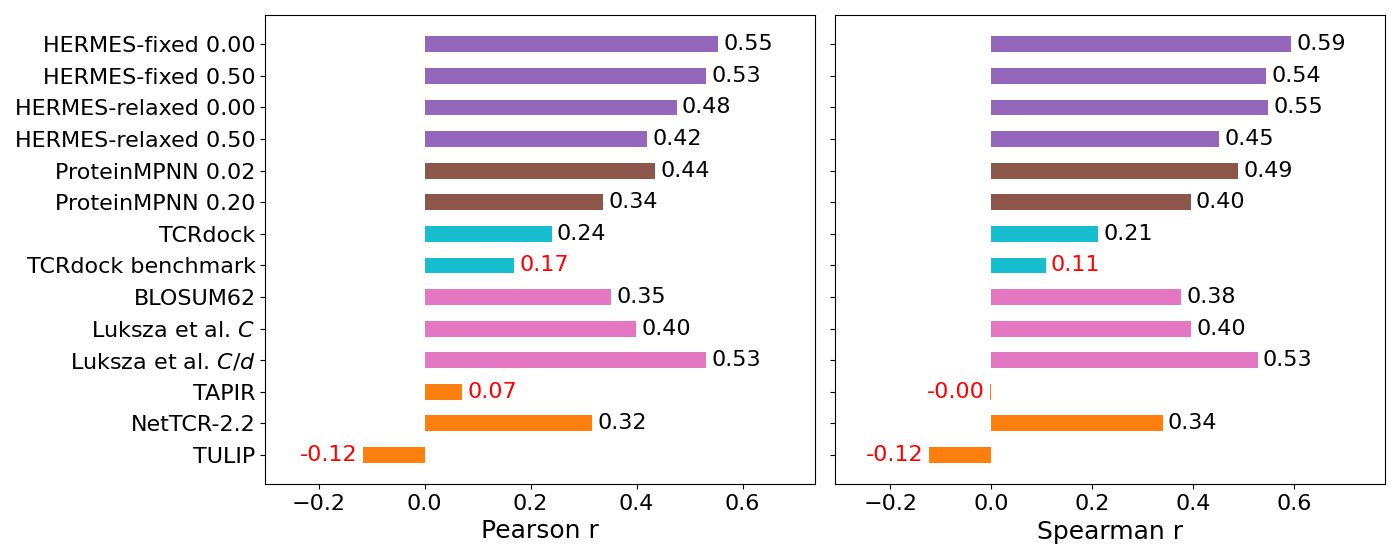 HERMES-fixed 0.00 0.55 0.59
HERMES-fixed 0.50 0.53 0.54
HERMES-relaxed 0.00 0.48 0.55
HERMES-relaxed 0.50 0.42 0.45
ProteinMPNN 0.02 0.44 0.49
ProteinMPNN 0.20 0.34 0.40
TCRdock 0.24 0.21
TCRdock benchmark 0.17 0.11
BLOSUM62 0.35 0.38
Luksza et al. C 0.40 0.40
Luksza et al. C/d 0.53 0.53
TAPIR 0.07 -0.00
NetTCR-2.2 0.32 0.34
TULIP -0.12 -0.12
−0.2 0.0 0.2 0.4 0.6 −0.2 0.0 0.2 0.4 0.6
Pearson r Spearman r